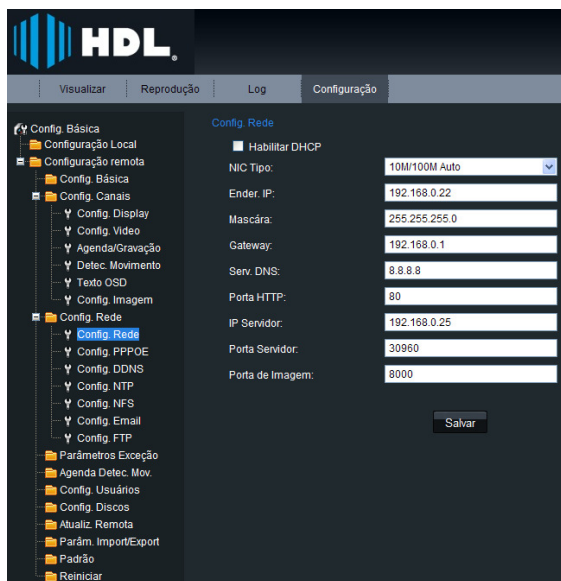 HDL®
Visualizar Reprodução Log Configuração
Config. Básica
Configuração Local
Configuração remota
Config. Básica
Config. Canais
Config. Display
Config. Video
Agenda/Gravação
Detec. Movimento
Texto OSD
Config. Imagem
Config. Rede
Config. Rede
Config. PPPOE
Config. DDNS
Config. NTP
Config. NFS
Config. Email
Config. FTP
Parâmetros Exceção
Agenda Detec. Mov.
Config. Usuários
Config. Discos
Atualiz. Remota
Parâm. Import/Export
Padrão
Reiniciar
Config. Rede
Habilitar DHCP
NIC Tipo: 10M/100M Auto
Ender. IP: 192.168.0.22
Mascára: 255.255.255.0
Gateway: 192.168.0.1
Serv. DNS: 8.8.8.8
Porta HTTP: 80
IP Servidor: 192.168.0.25
Porta Servidor: 30960
Porta de Imagem: 8000
Salvar